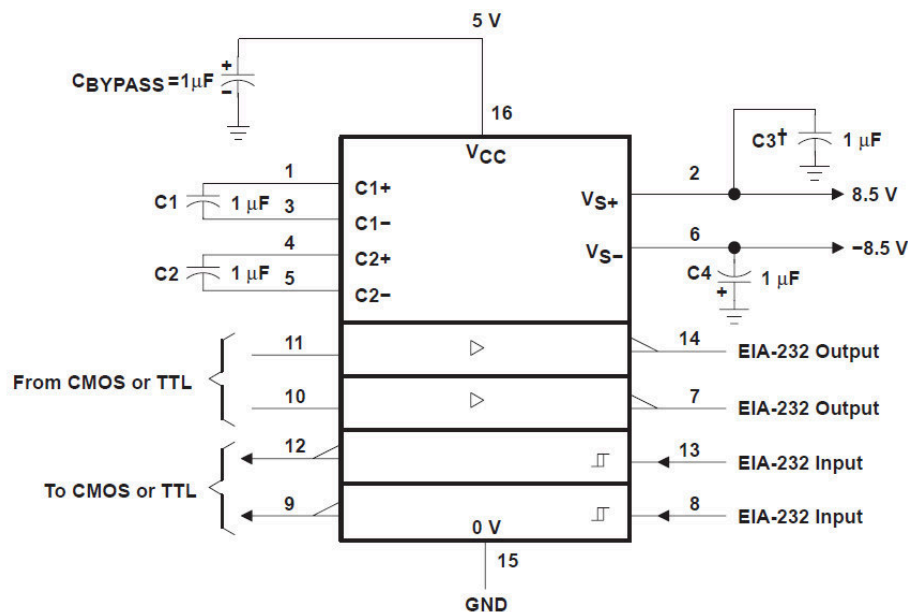 5 V
CBYPASS = 1μF
+
−
16
VCC
C3† 1 μF
1
C1+
2
VS+
8.5 V
C1 1 μF
3
C1−
4
C2+
6
VS−
−8.5 V
C2 1 μF
5
C2−
C4 1 μF
+
11
14
EIA-232 Output
From CMOS or TTL
10
7
EIA-232 Output
12
13
EIA-232 Input
To CMOS or TTL
9
8
EIA-232 Input
0 V
15
GND